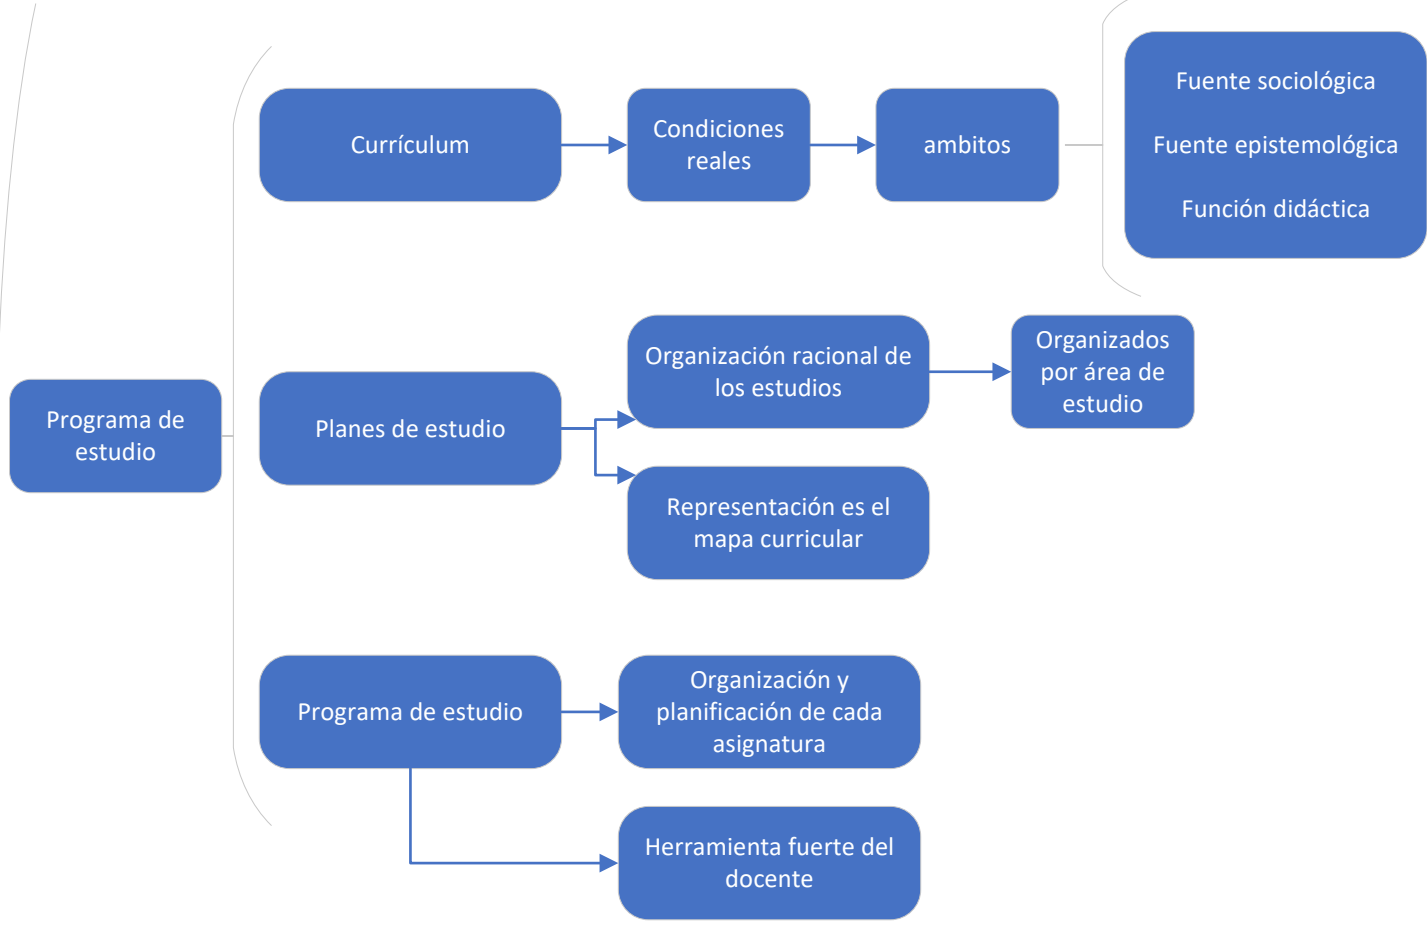 Programa de
estudio
Currículum
Condiciones
reales
ambitos
Fuente sociológica
Fuente epistemológica
Función didáctica
Planes de estudio
Organización racional de
los estudios
Organizados
por área de
estudio
Representación es el
mapa curricular
Programa de estudio
Organización y
planificación de cada
asignatura
Herramienta fuerte del
docente